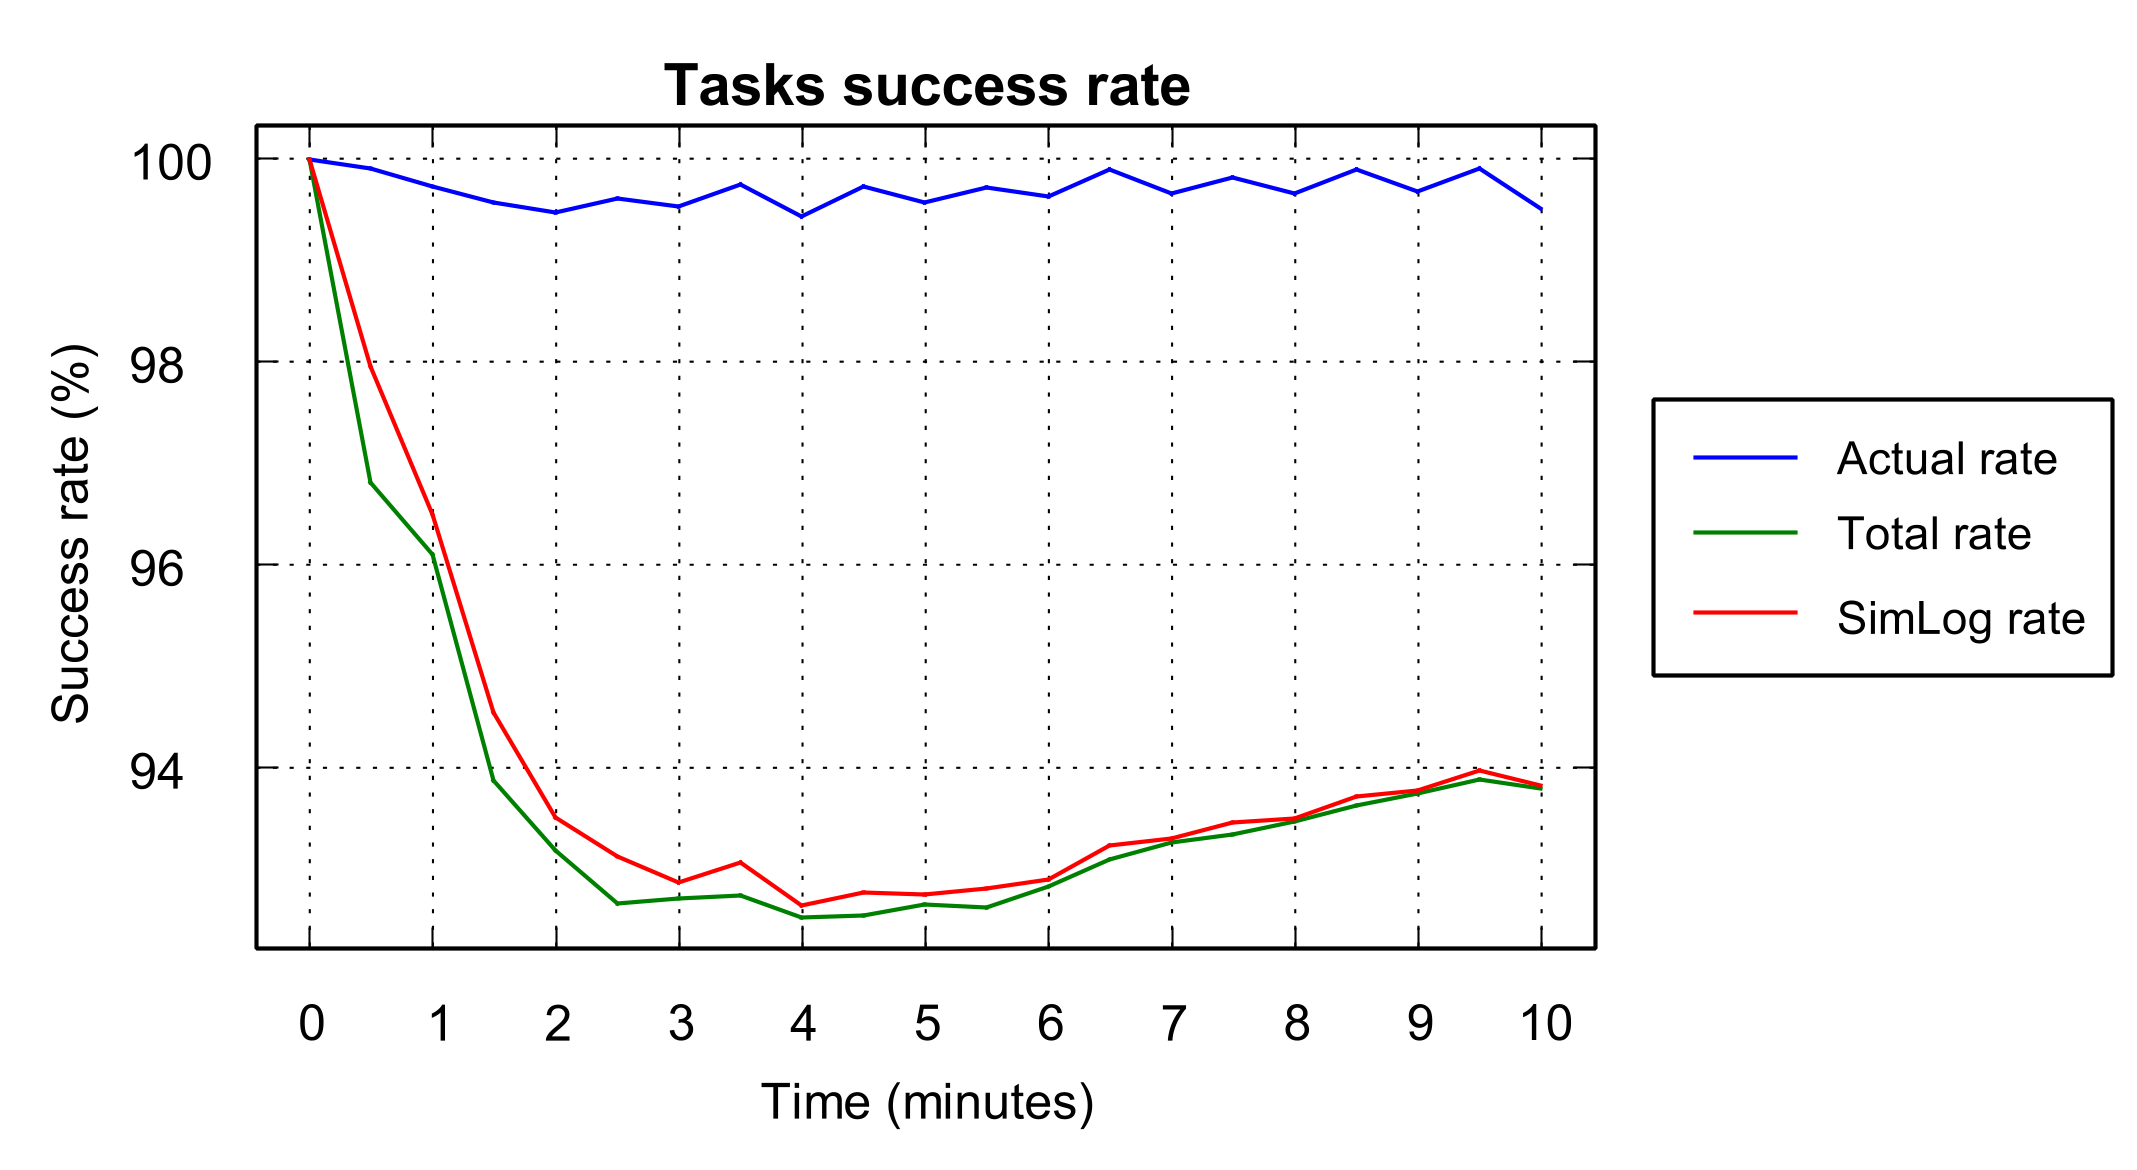 Tasks success rate
100
98
96
94
Success rate (%)
0 1 2 3 4 5 6 7 8 9 10
Time (minutes)
Actual rate
Total rate
SimLog rate